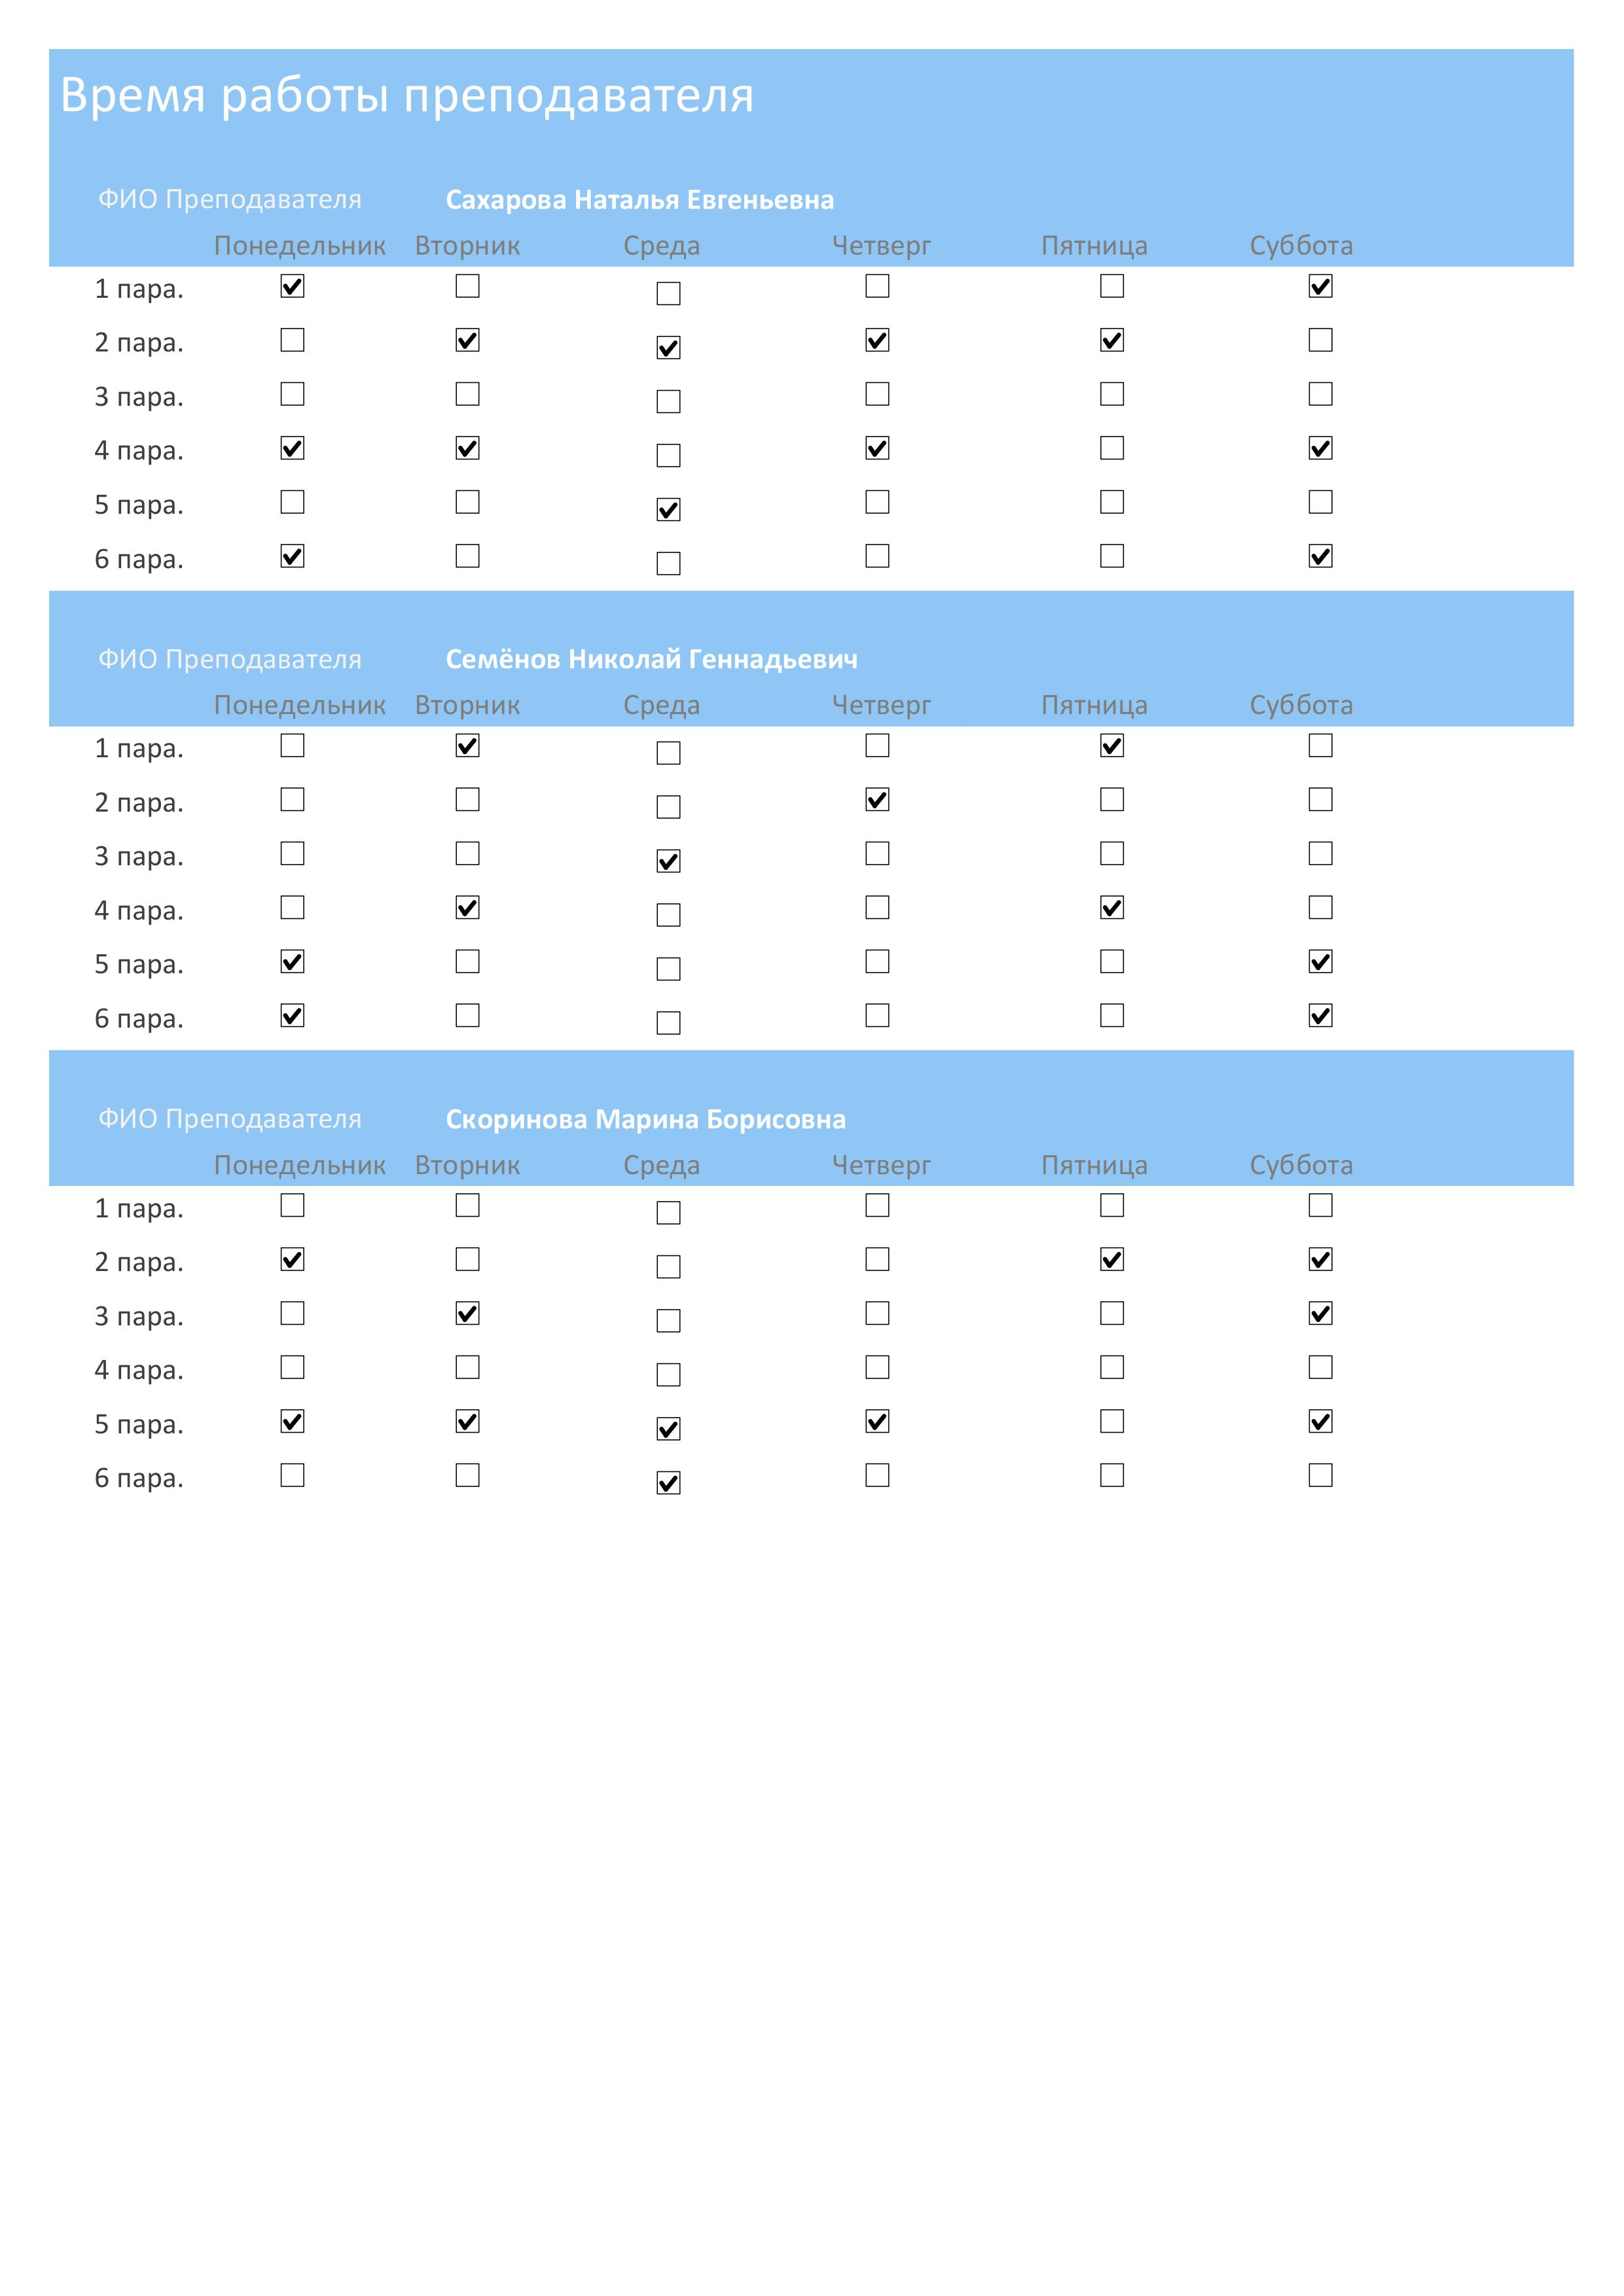 Время работы преподавателя
ФИО Преподавателя Сахарова Наталья Евгеньевна
Понедельник Вторник Среда Четверг Пятница Суббота
1 пара.
2 пара.
3 пара.
4 пара.
5 пара.
6 пара.
ФИО Преподавателя Семёнов Николай Геннадьевич
Понедельник Вторник Среда Четверг Пятница Суббота
1 пара.
2 пара.
3 пара.
4 пара.
5 пара.
6 пара.
ФИО Преподавателя Скоринова Марина Борисовна
Понедельник Вторник Среда Четверг Пятница Суббота
1 пара.
2 пара.
3 пара.
4 пара.
5 пара.
6 пара.